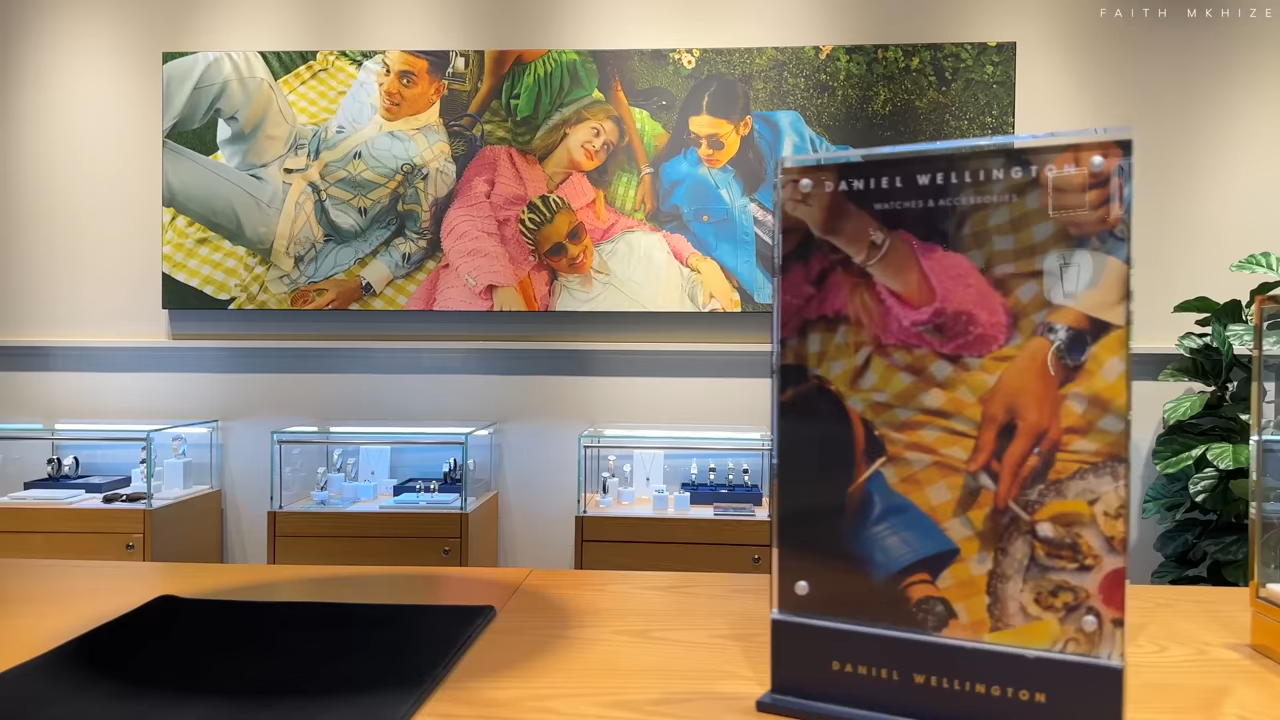 FAITH MKHIZE
DANIEL WELLINGTON
WATCHES & ACCESSORIES
DANIEL WELLINGTON